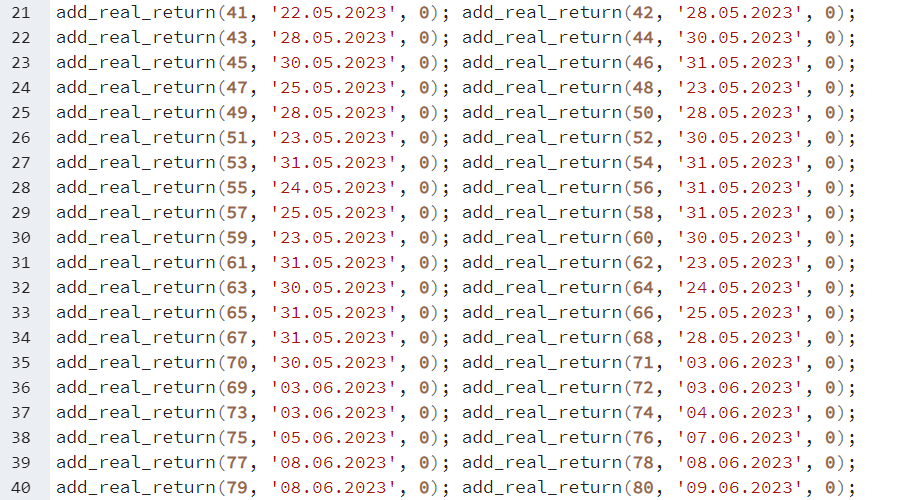 21 add_real_return(41, '22.05.2023', 0); add_real_return(42, '28.05.2023', 0);
22 add_real_return(43, '28.05.2023', 0); add_real_return(44, '30.05.2023', 0);
23 add_real_return(45, '30.05.2023', 0); add_real_return(46, '31.05.2023', 0);
24 add_real_return(47, '25.05.2023', 0); add_real_return(48, '23.05.2023', 0);
25 add_real_return(49, '28.05.2023', 0); add_real_return(50, '28.05.2023', 0);
26 add_real_return(51, '23.05.2023', 0); add_real_return(52, '30.05.2023', 0);
27 add_real_return(53, '31.05.2023', 0); add_real_return(54, '31.05.2023', 0);
28 add_real_return(55, '24.05.2023', 0); add_real_return(56, '31.05.2023', 0);
29 add_real_return(57, '25.05.2023', 0); add_real_return(58, '31.05.2023', 0);
30 add_real_return(59, '23.05.2023', 0); add_real_return(60, '30.05.2023', 0);
31 add_real_return(61, '31.05.2023', 0); add_real_return(62, '23.05.2023', 0);
32 add_real_return(63, '30.05.2023', 0); add_real_return(64, '24.05.2023', 0);
33 add_real_return(65, '31.05.2023', 0); add_real_return(66, '25.05.2023', 0);
34 add_real_return(67, '31.05.2023', 0); add_real_return(68, '28.05.2023', 0);
35 add_real_return(70, '30.05.2023', 0); add_real_return(71, '03.06.2023', 0);
36 add_real_return(69, '03.06.2023', 0); add_real_return(72, '03.06.2023', 0);
37 add_real_return(73, '03.06.2023', 0); add_real_return(74, '04.06.2023', 0);
38 add_real_return(75, '05.06.2023', 0); add_real_return(76, '07.06.2023', 0);
39 add_real_return(77, '08.06.2023', 0); add_real_return(78, '08.06.2023', 0);
40 add_real_return(79, '08.06.2023', 0); add_real_return(80, '09.06.2023', 0);